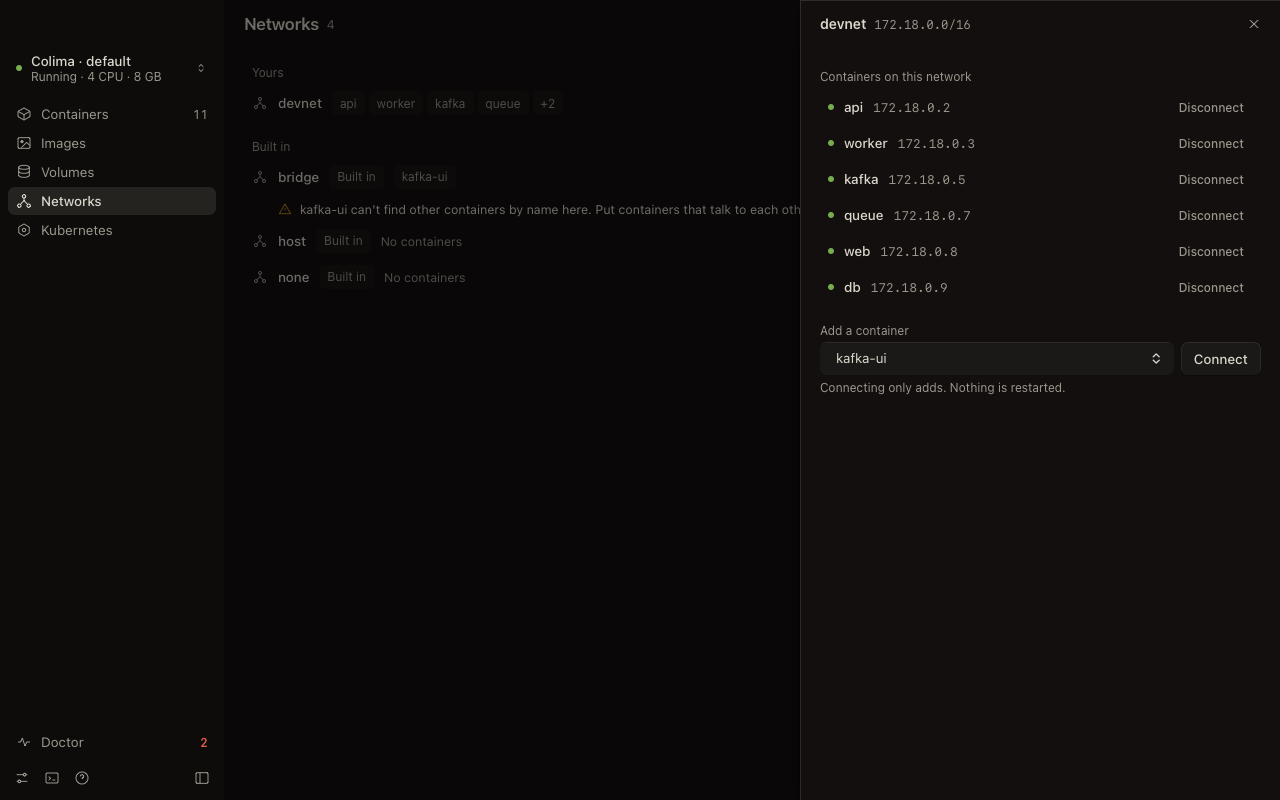 Colima · default
Running · 4 CPU · 8 GB
Containers 11
Images
Volumes
Networks
Kubernetes
Doctor 2
Networks 4
Yours
devnet api worker kafka queue +2
Built in
bridge Built in kafka-ui
kafka-ui can't find other containers by name here. Put containers that talk to each oth
host Built in No containers
none Built in No containers
devnet 172.18.0.0/16
Containers on this network
api 172.18.0.2 Disconnect
worker 172.18.0.3 Disconnect
kafka 172.18.0.5 Disconnect
queue 172.18.0.7 Disconnect
web 172.18.0.8 Disconnect
db 172.18.0.9 Disconnect
Add a container
kafka-ui Connect
Connecting only adds. Nothing is restarted.